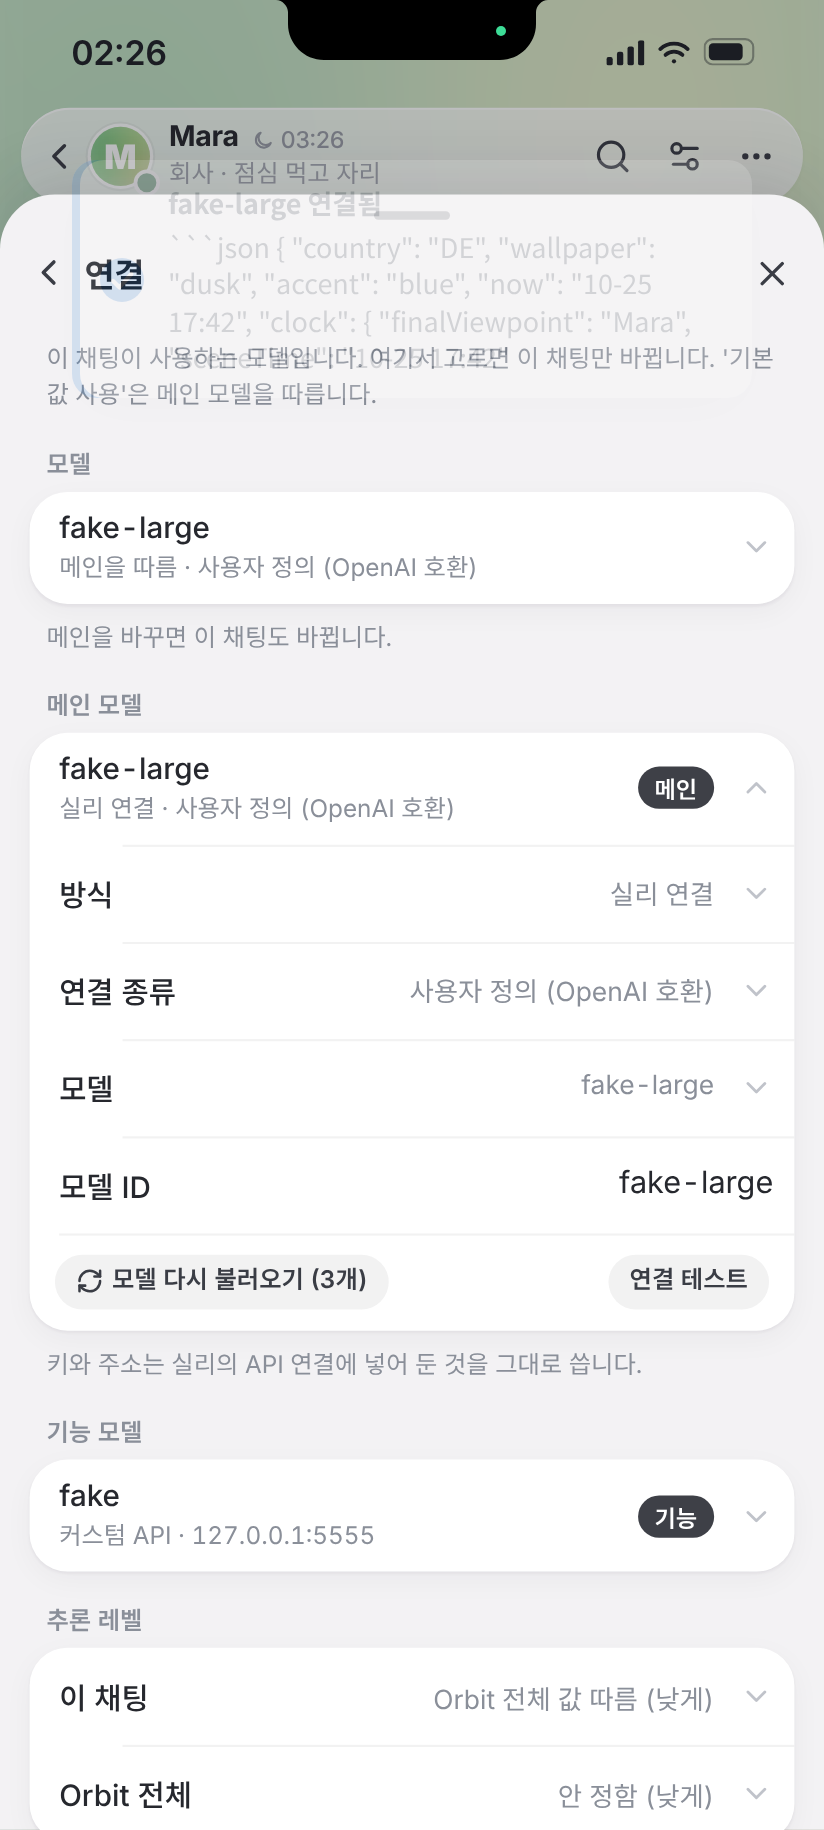 02:26
Mara 03:26
회사 · 점심 먹고 자리
fake-large 연결됨
```json { "country": "DE", "wallpaper":
"dusk", "accent": "blue", "now": "10-25
17:42", "clock": { "finalViewpoint": "Mara",
연결
이 채팅이 사용하는 모델입니다. 여기서 고르면 이 채팅만 바뀝니다. '기본
값 사용'은 메인 모델을 따릅니다.
모델
fake-large
메인을 따름 · 사용자 정의 (OpenAI 호환)
메인을 바꾸면 이 채팅도 바뀝니다.
메인 모델
fake-large
메인
실리 연결 · 사용자 정의 (OpenAI 호환)
방식 실리 연결
연결 종류 사용자 정의 (OpenAI 호환)
모델 fake-large
모델 ID fake-large
모델 다시 불러오기 (3개) 연결 테스트
키와 주소는 실리의 API 연결에 넣어 둔 것을 그대로 씁니다.
기능 모델
fake
기능
커스텀 API · 127.0.0.1:5555
추론 레벨
이 채팅 Orbit 전체 값 따름 (낮게)
Orbit 전체 안 정함 (낮게)